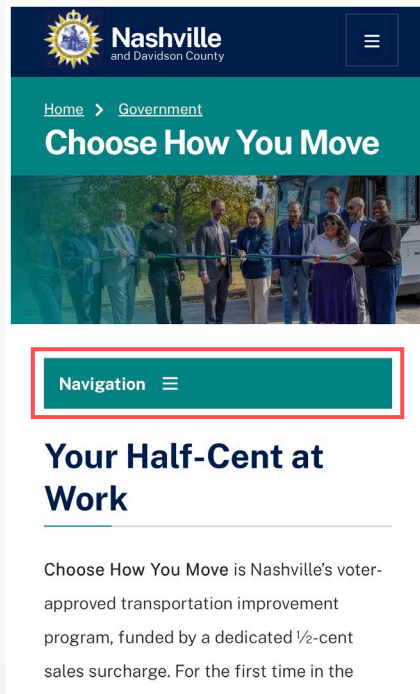 Nashville
and Davidson County
Home > Government
Choose How You Move
Navigation
Your Half-Cent at
Work
Choose How You Move is Nashville’s voter-
approved transportation improvement
program, funded by a dedicated ½-cent
sales surcharge. For the first time in the